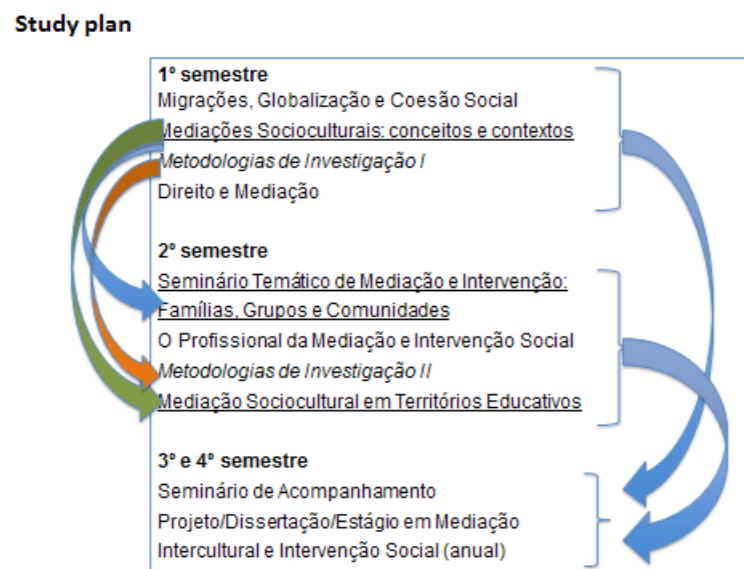 Study plan
1º semestre
Migrações, Globalização e Coesão Social
Mediações Socioculturais: conceitos e contextos
Metodologias de Investigação I
Direito e Mediação
2º semestre
Seminário Temático de Mediação e Intervenção:
Famílias, Grupos e Comunidades
O Profissional da Mediação e Intervenção Social
Metodologias de Investigação II
Mediação Sociocultural em Territórios Educativos
3º e 4º semestre
Seminário de Acompanhamento
Projeto/Dissertação/Estágio em Mediação
Intercultural e Intervenção Social (anual)